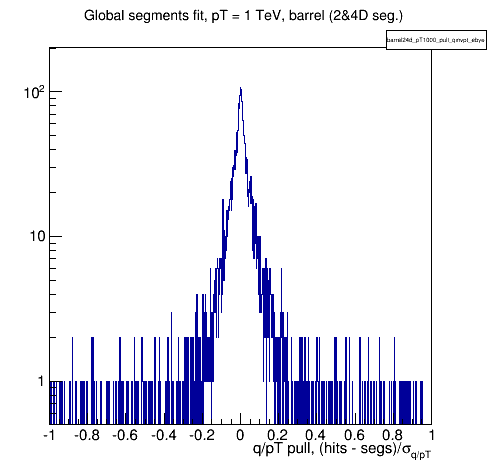 Global segments fit, pT = 1 TeV, barrel (2&4D seg.)
barrel24d_pT1000_pull_qinvpt_ebye
10²
10
1
-1 -0.8 -0.6 -0.4 -0.2 0 0.2 0.4 0.6 0.8 1
q/pT pull, (hits - segs)/σ_q/pT